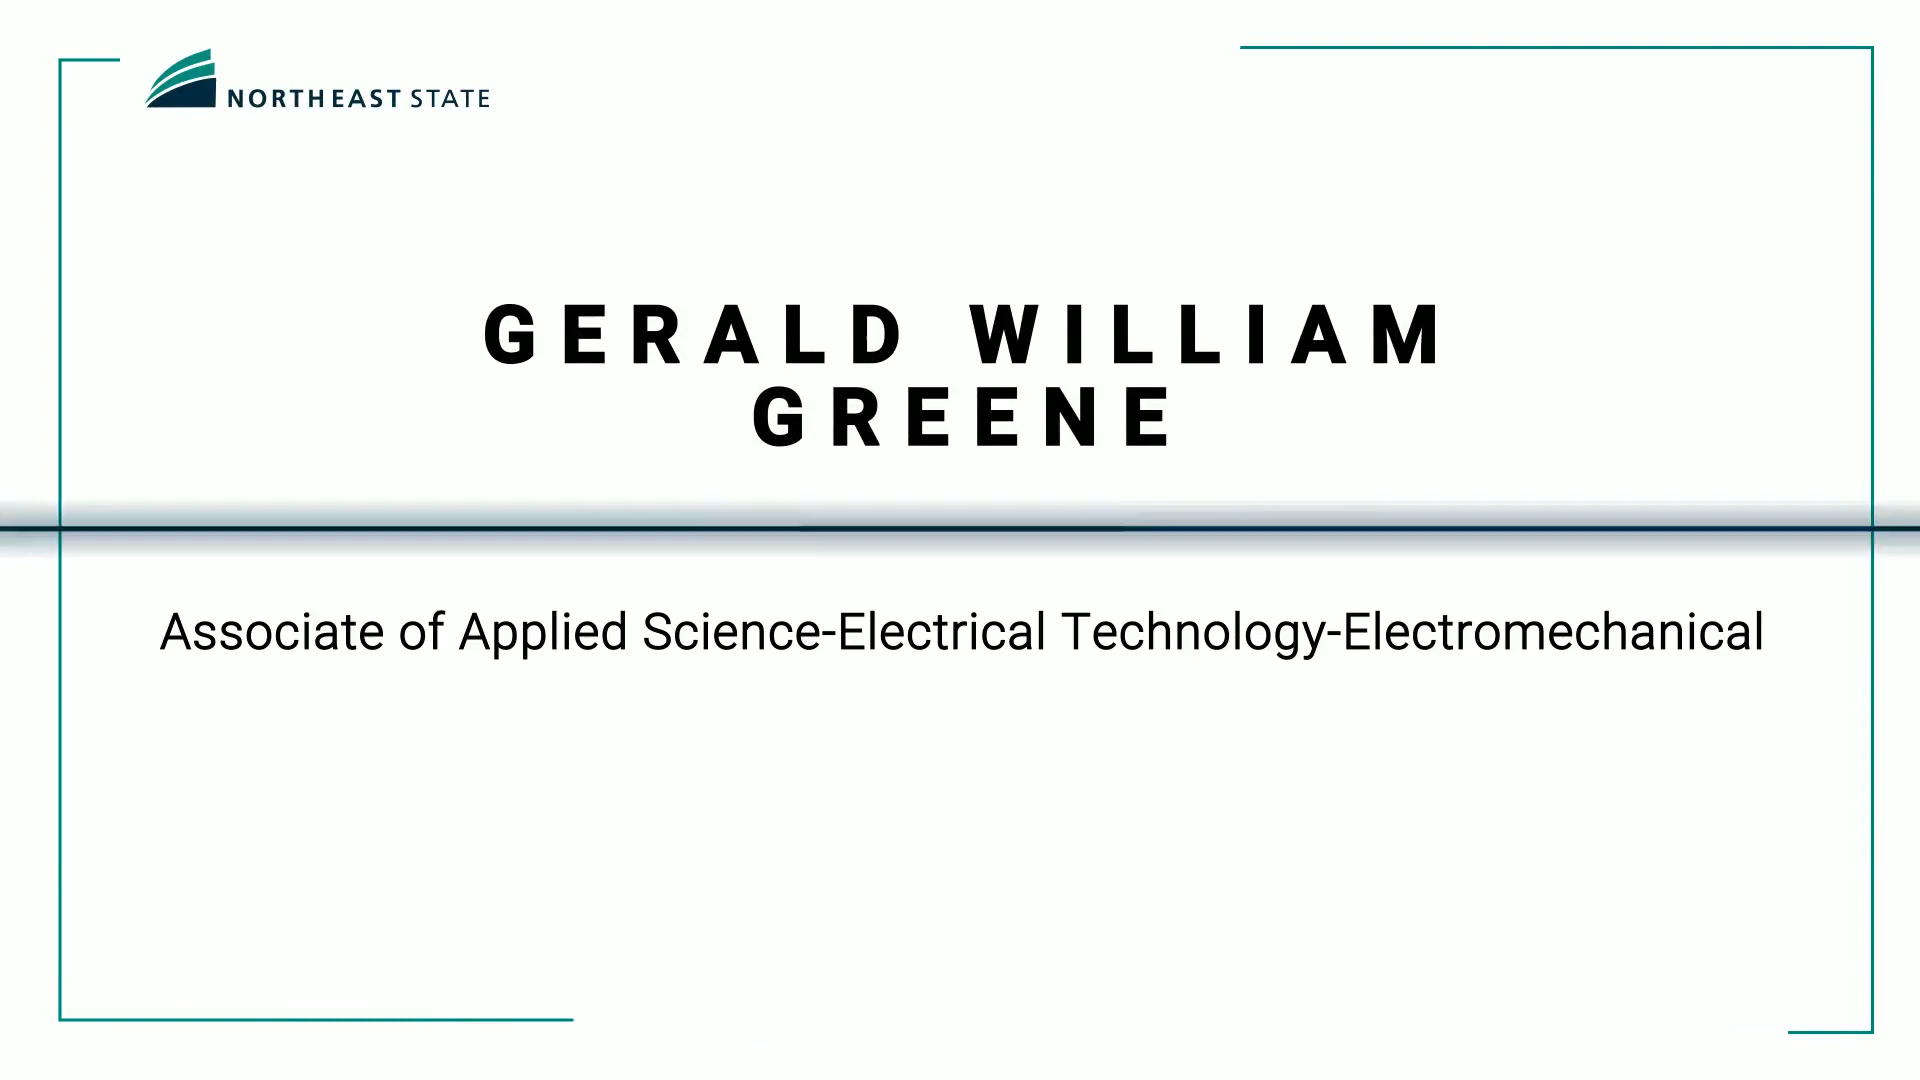 NORTHEAST STATE
GERALD WILLIAM
GREENE
Associate of Applied Science-Electrical Technology-Electromechanical